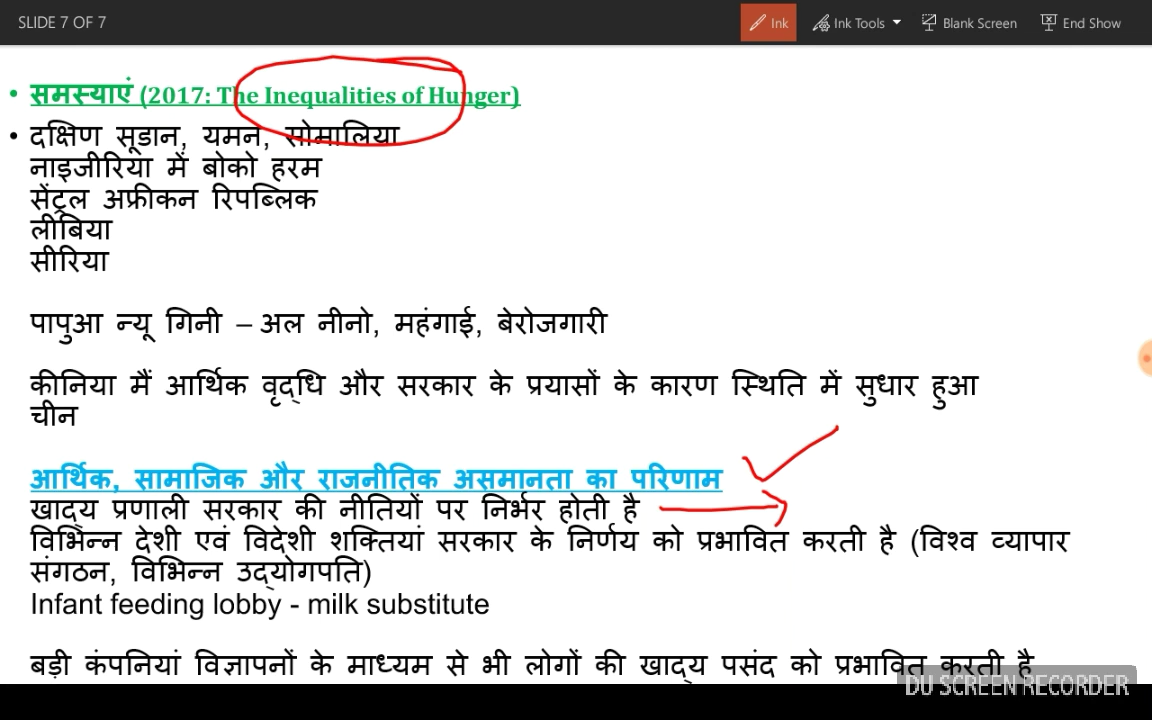 SLIDE 7 OF 7
Ink
Ink Tools
Blank Screen
End Show
• समस्याएं (2017: The Inequalities of Hunger)
• दक्षिण सूडान, यमन, सोमालिया
नाइजीरिया में बोको हरम
सेंट्रल अफ्रीकन रिपब्लिक
लीबिया
सीरिया
पापुआ न्यू गिनी – अल नीनो, महंगाई, बेरोजगारी
कीनिया मैं आर्थिक वृद्धि और सरकार के प्रयासों के कारण स्थिति में सुधार हुआ
चीन
आर्थिक, सामाजिक और राजनीतिक असमानता का परिणाम
खाद्य प्रणाली सरकार की नीतियों पर निर्भर होती है
विभिन्न देशी एवं विदेशी शक्तियां सरकार के निर्णय को प्रभावित करती है (विश्व व्यापार
संगठन, विभिन्न उद्योगपति)
Infant feeding lobby - milk substitute
बड़ी कंपनियां विज्ञापनों के माध्यम से भी लोगों की खाद्य पसंद को प्रभावित करती है
DU SCREEN RECORDER